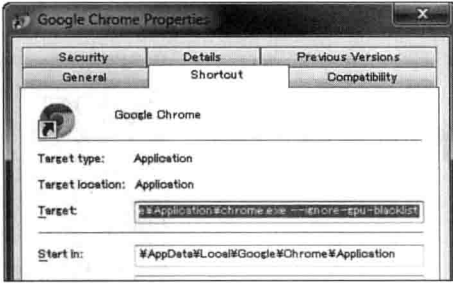 Google Chrome Properties
Security Details Previous Versions
General Shortcut Compatibility
Google Chrome
Target type: Application
Target location: Application
Target: e¥Application¥chrome.exe --ignore-gpu-blacklist
Start in: ¥AppData¥Local¥Google¥Chrome¥Application